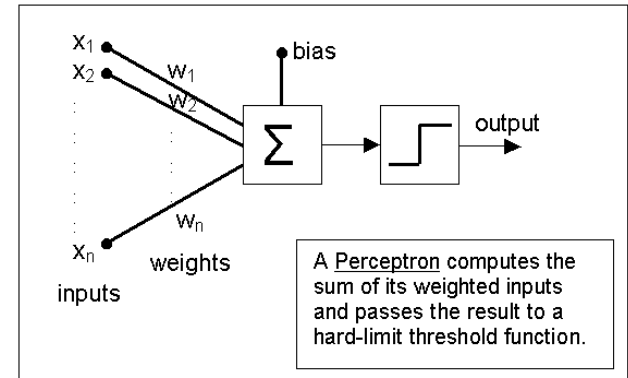 x₁
w₁
bias
x₂
w₂
Σ
output
wₙ
xₙ
weights
inputs
A Perceptron computes the
sum of its weighted inputs
and passes the result to a
hard-limit threshold function.